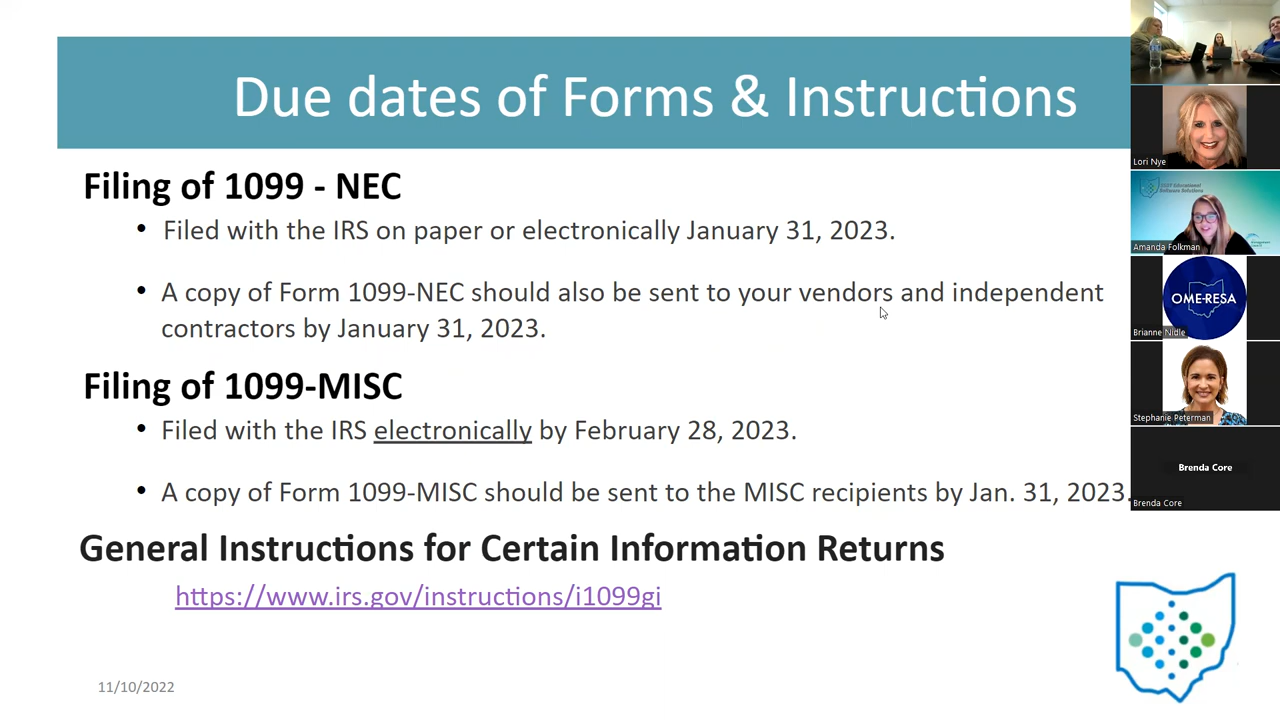 Due dates of Forms & Instructions
Filing of 1099 - NEC
• Filed with the IRS on paper or electronically January 31, 2023.
• A copy of Form 1099-NEC should also be sent to your vendors and independent
contractors by January 31, 2023.
Filing of 1099-MISC
• Filed with the IRS electronically by February 28, 2023.
• A copy of Form 1099-MISC should be sent to the MISC recipients by Jan. 31, 2023.
General Instructions for Certain Information Returns
https://www.irs.gov/instructions/i1099gi
11/10/2022
Lori Nye
SSDT Educational
Software Solutions
Amanda Folkman
OME-RESA
Brianne Nidle
Stephanie Peterman
Brenda Core
Brenda Core